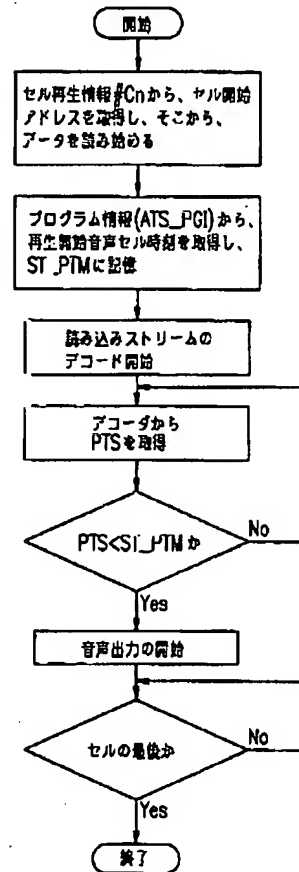 開始
セル再生情報#Cnから、セル開始
アドレスを取得し、そこから、
データを読み始める
プログラム情報(ATS_PGI)から、
再生開始音声セル時刻を取得し、
ST_PTMに記憶
読み込みストリームの
デコード開始
デコーダから
PTSを取得
PTS<ST_PTMか
No
Yes
音声出力の開始
セルの最後か
No
Yes
終了